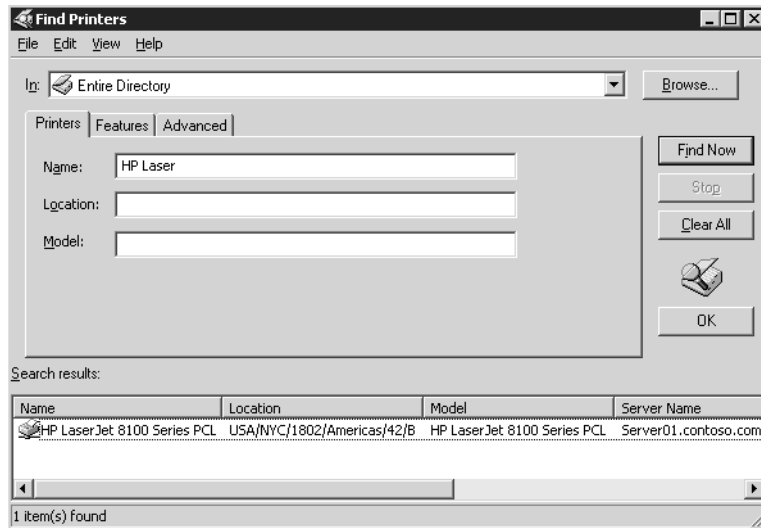 Find Printers
File Edit View Help
In: Entire Directory Browse...
Printers Features Advanced
Name: HP Laser
Location:
Model:
Find Now
Stop
Clear All
OK
Search results:
Name Location Model Server Name
HP LaserJet 8100 Series PCL USA/NYC/1802/Americas/42/B HP LaserJet 8100 Series PCL Server01.contoso.com
1 item(s) found